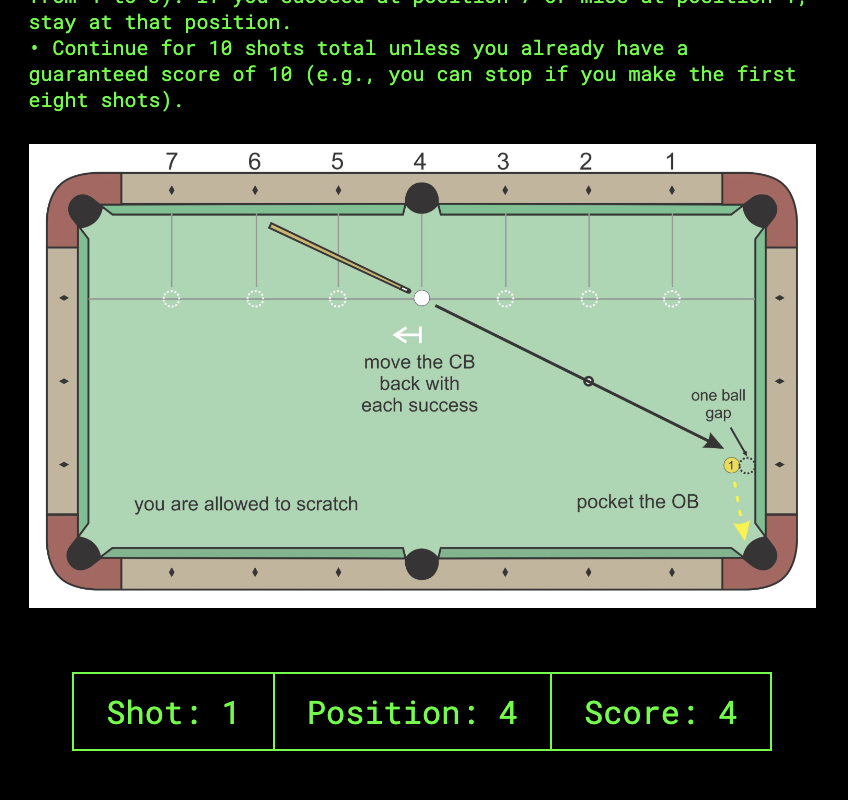 stay at that position.
• Continue for 10 shots total unless you already have a
guaranteed score of 10 (e.g., you can stop if you make the first
eight shots).
7 6 5 4 3 2 1
move the CB
back with
each success
one ball
gap
1
you are allowed to scratch
pocket the OB
Shot: 1
Position: 4
Score: 4